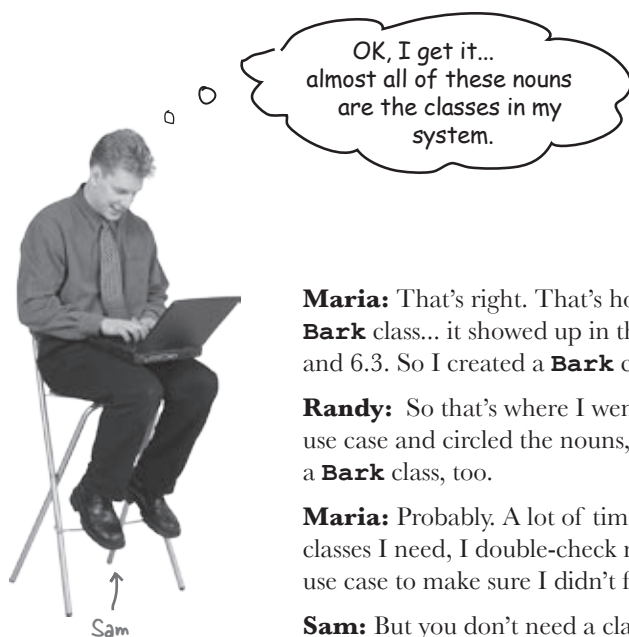 OK, I get it...
almost all of these nouns
are the classes in my
system.
Maria: That's right. That's ho
Bark class... it showed up in th
and 6.3. So I created a Bark c
Randy: So that's where I wen
use case and circled the nouns,
a Bark class, too.
Maria: Probably. A lot of tim
classes I need, I double-check
use case to make sure I didn't f
Sam: But you don't need a cla
Sam